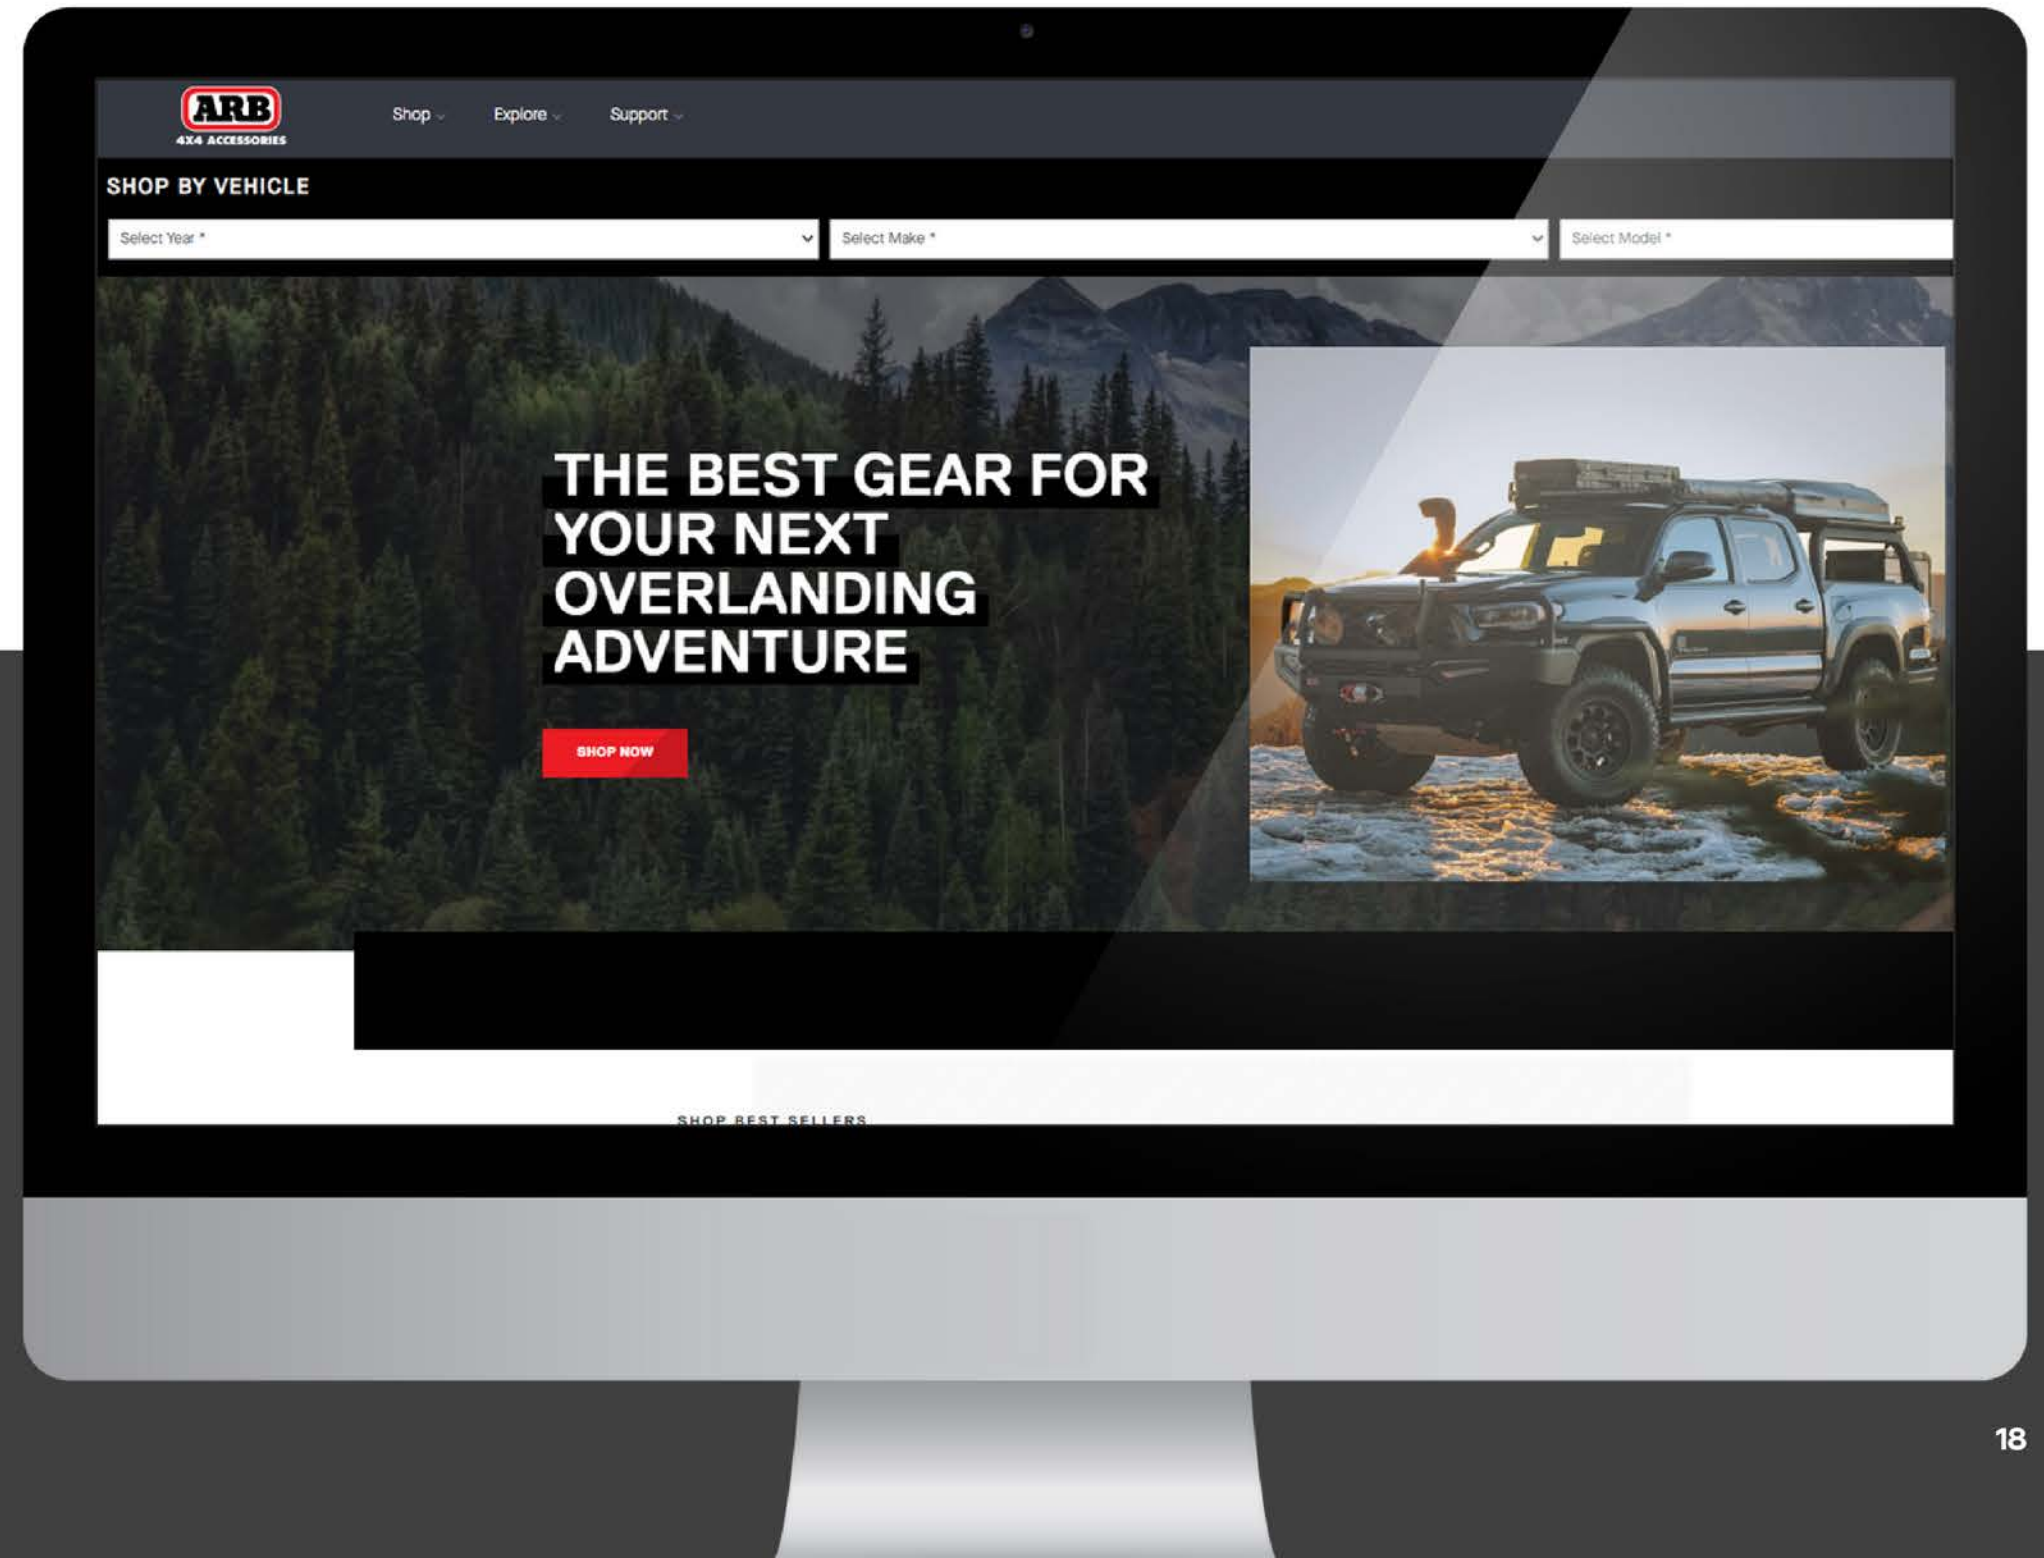 ARB
4X4 ACCESSORIES
Shop
Explore
Support
SHOP BY VEHICLE
Select Year *
Select Make *
Select Model *
THE BEST GEAR FOR
YOUR NEXT
OVERLANDING
ADVENTURE
SHOP NOW
SHOP BEST SELLERS
18